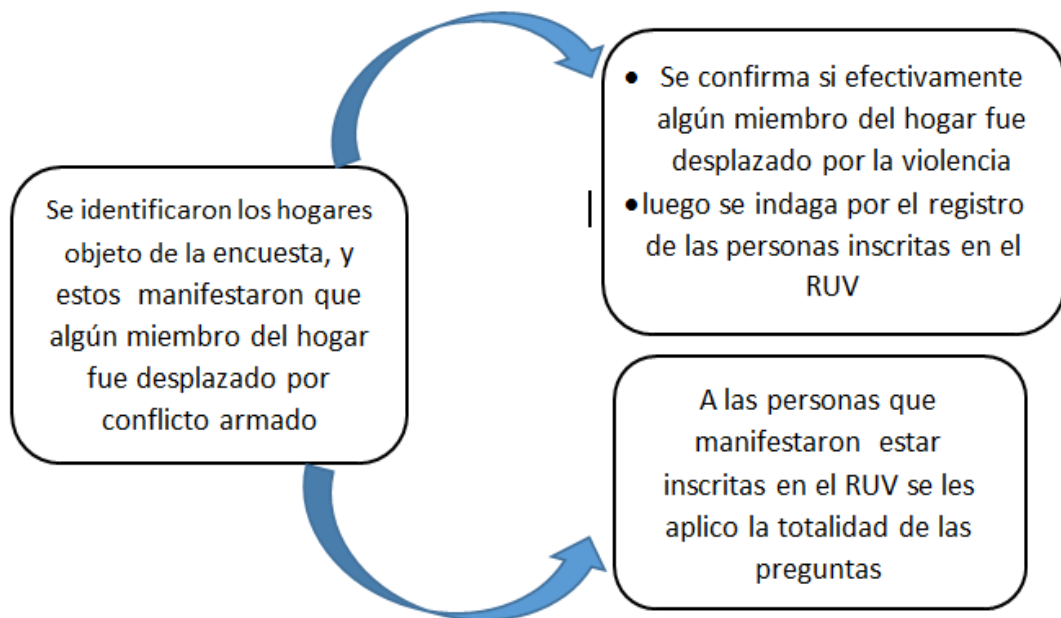 Se identificaron los hogares
objeto de la encuesta, y
estos manifestaron que
algún miembro del hogar
fue desplazado por
conflicto armado
• Se confirma si efectivamente
algún miembro del hogar fue
desplazado por la violencia
•luego se indaga por el registro
de las personas inscritas en el
RUV
A las personas que
manifestaron estar
inscritas en el RUV se les
aplico la totalidad de las
preguntas